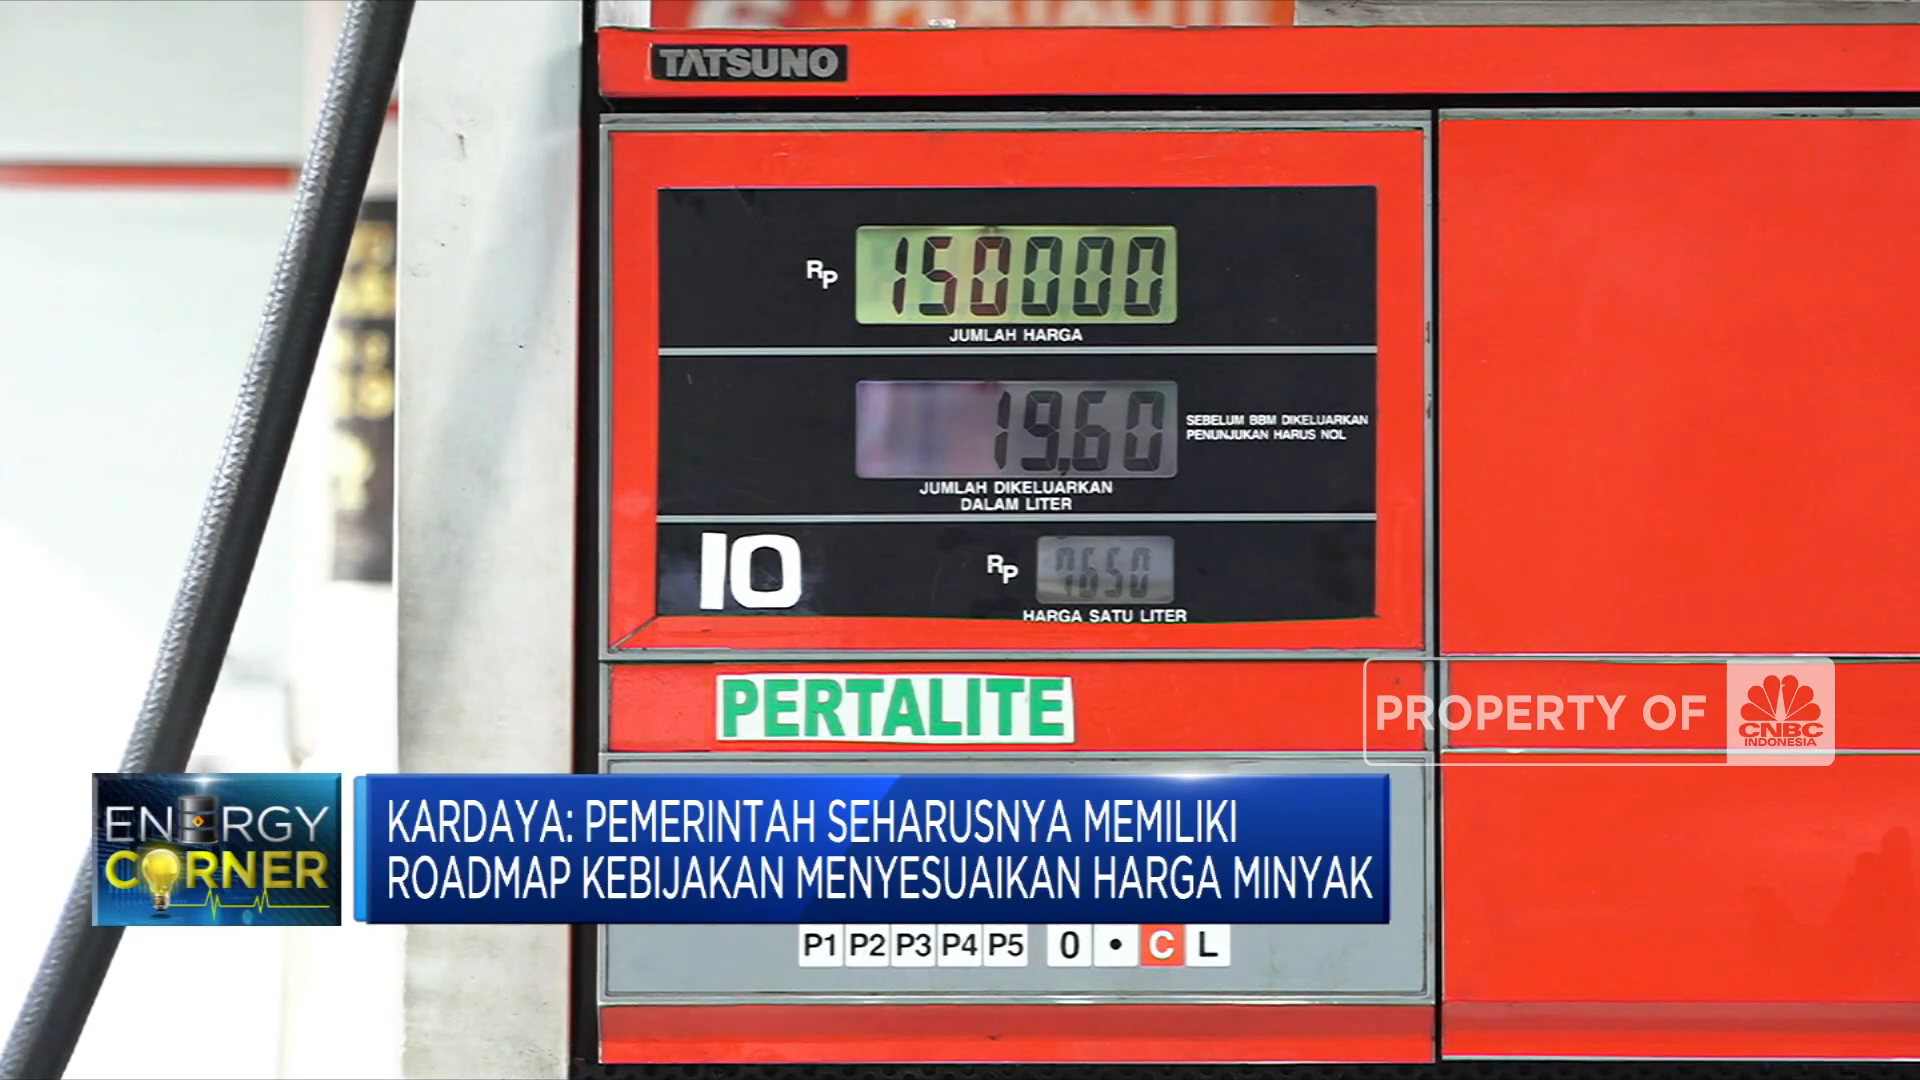 TATSUNO
RP 150000
JUMLAH HARGA
19.60
SEBELUM BBM DIKELUARKAN
PENUNJUKAN HARUS NOL
JUMLAH DIKELUARKAN
DALAM LITER
10
RP 7650
HARGA SATU LITER
PERTALITE
PROPERTY OF CNBC
INDONESIA
ENERGY
CORNER
KARDAYA: PEMERINTAH SEHARUSNYA MEMILIKI
ROADMAP KEBIJAKAN MENYESUAIKAN HARGA MINYAK
P1 P2 P3 P4 P5 0 • C L